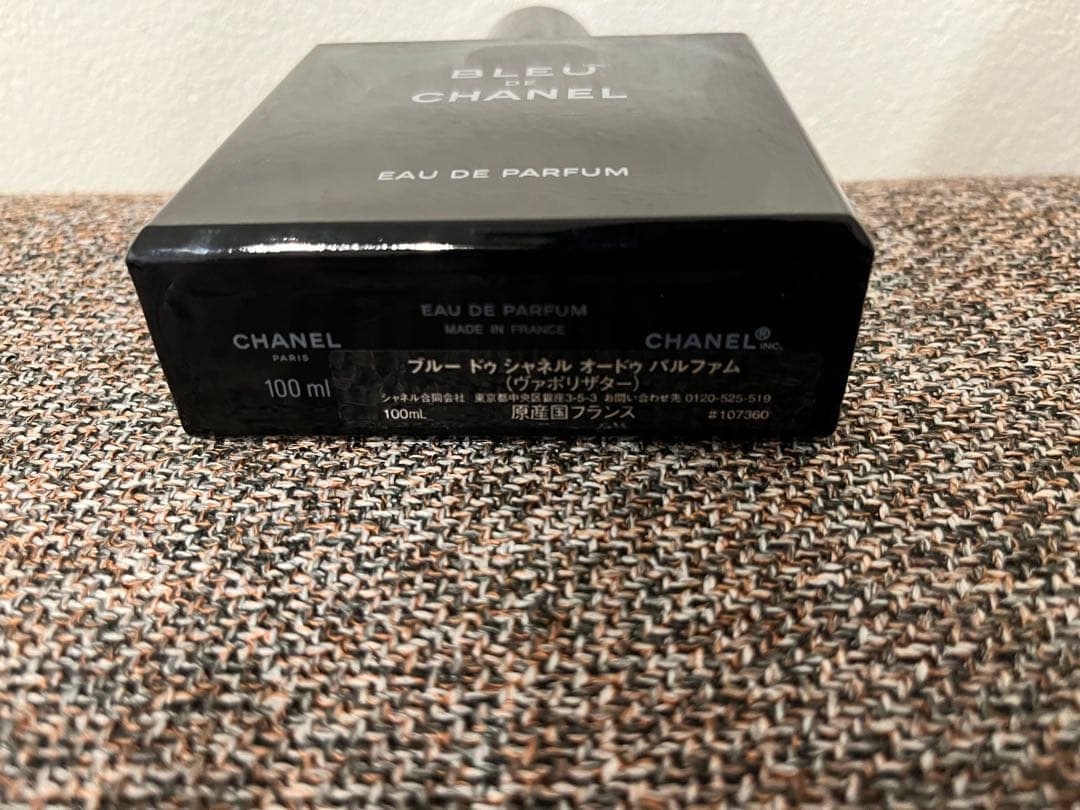 BLEU
DE
CHANEL
EAU DE PARFUM
EAU DE PARFUM
MADE IN FRANCE
CHANEL
PARIS
100 ml
CHANEL®
INC.
ブルー ドゥ シャネル オードゥ パルファム
(ヴァポリザター)
シャネル合同会社 東京都中央区銀座3-5-3 お問い合わせ先 0120-525-519
100mL 原産国フランス #107360